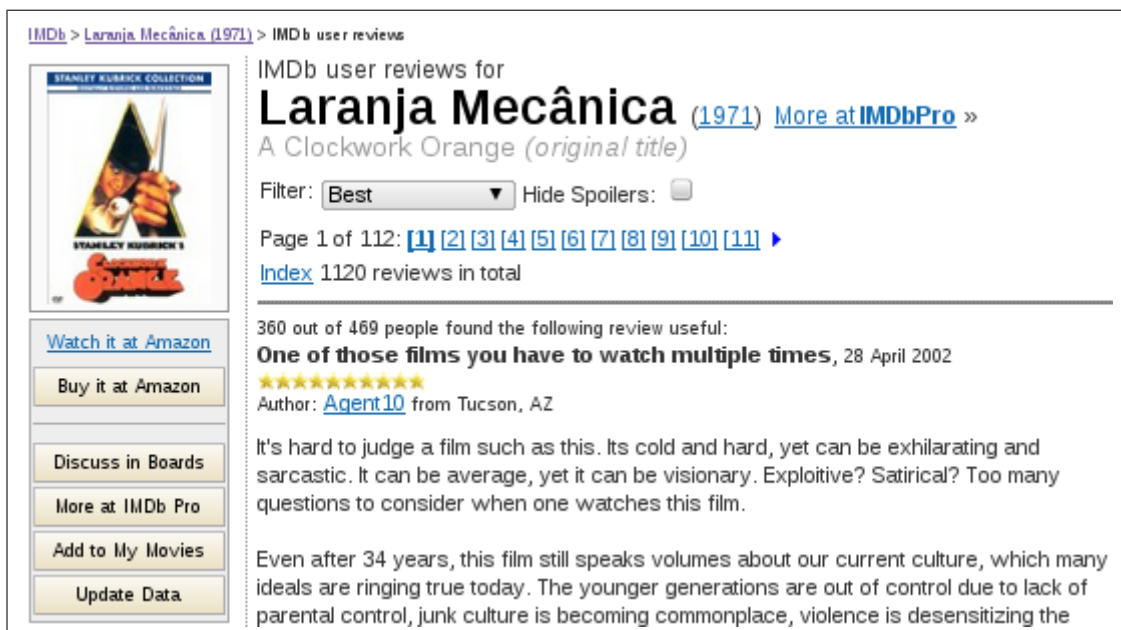 IMDb > Laranja Mecânica (1971) > IMDb user reviews
STANLEY KUBRICK COLLECTION
STANLEY KUBRICK'S
CLOCKWORK
ORANGE
Watch it at Amazon
Buy it at Amazon
Discuss in Boards
More at IMDb Pro
Add to My Movies
Update Data
IMDb user reviews for
Laranja Mecânica (1971) More at IMDbPro »
A Clockwork Orange (original title)
Filter: Best ▼ Hide Spoilers:
Page 1 of 112: [1] [2] [3] [4] [5] [6] [7] [8] [9] [10] [11]
Index 1120 reviews in total
360 out of 469 people found the following review useful:
One of those films you have to watch multiple times, 28 April 2002
Author: Agent10 from Tucson, AZ
It's hard to judge a film such as this. Its cold and hard, yet can be exhilarating and
sarcastic. It can be average, yet it can be visionary. Exploitive? Satirical? Too many
questions to consider when one watches this film.
Even after 34 years, this film still speaks volumes about our current culture, which many
ideals are ringing true today. The younger generations are out of control due to lack of
parental control, junk culture is becoming commonplace, violence is desensitizing the